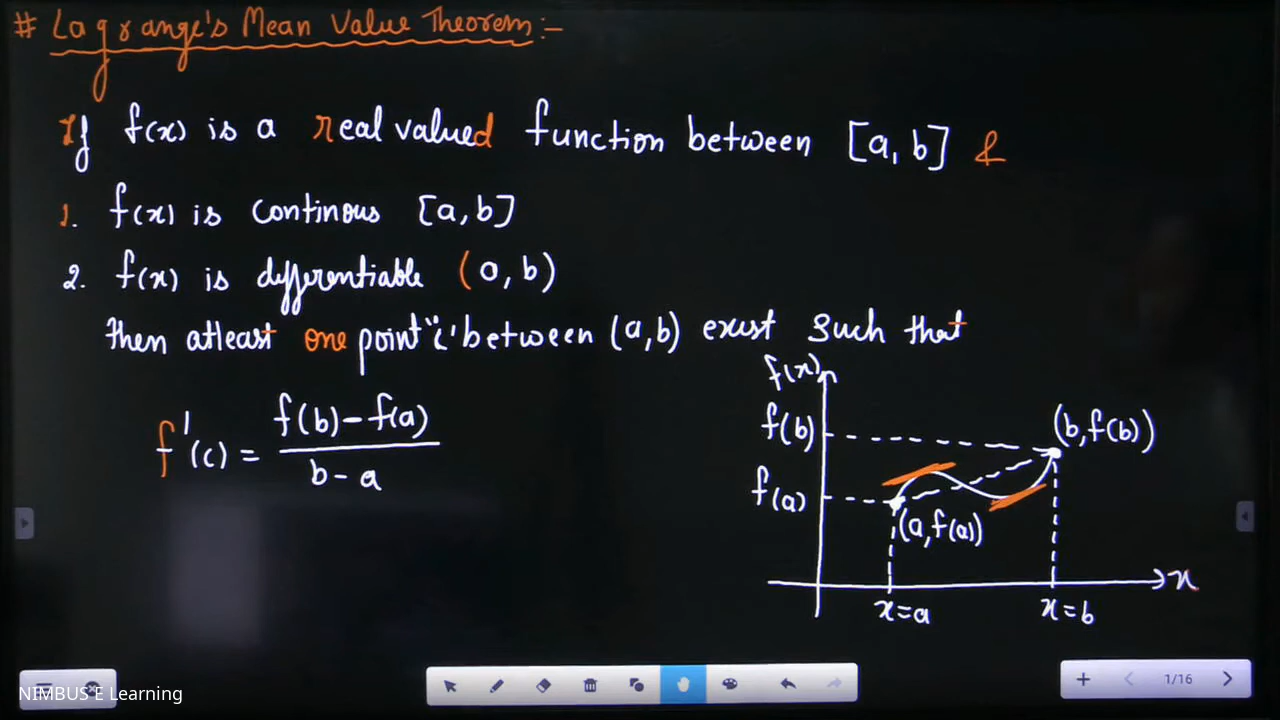 # Lagrange's Mean Value Theorem:-
If f(x) is a real valued function between [a, b] &
1. f(x) is continous [a, b]
2. f(x) is differentiable (a, b)
then atleast one point "c' between (a, b) exist such that
f'(c) = f(b) - f(a) / b - a
f(x)
f(b)
(b, f(b))
f(a)
(a, f(a))
x
x = a
x = b
1/16
NIMBUS E Learning